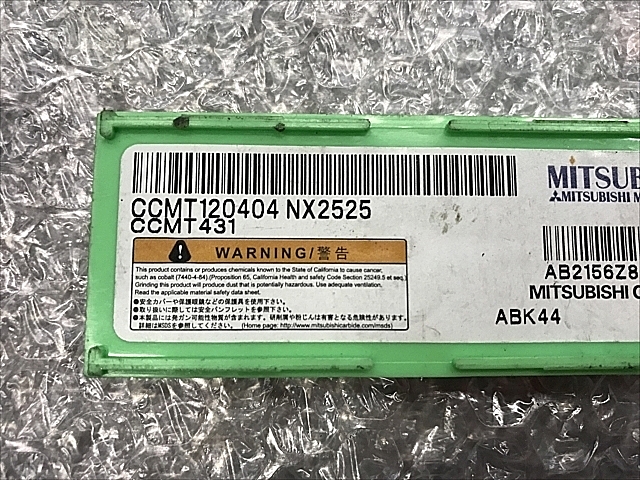 CCMT120404 NX2525
CCMT431
WARNING/警告
This product contains or produces chemicals known to the State of California to cause cancer,
such as cobalt (7440-4-84).(Proposition 65, California Health and safety Code Section 25249.5 et seq.)
Grinding this product will produce dust that is potentially hazardous. Use adequate ventilation.
Read the applicable material safety data sheet.
●安全カバーや保護眼鏡などの保護具を使用下さい。
●取り扱いに際しては安全パンフレットを参照下さい。
●本製品には発ガン可能性物質が含まれます。研削屑や粉じんは有害となる危険性があります。
詳細はMSDSを参照してください。 (Home page: http://www.mitsubishicarbide.com/msds)
MITSUB
MITSUBISHI M
AB2156Z8
MITSUBISHI C
ABK44